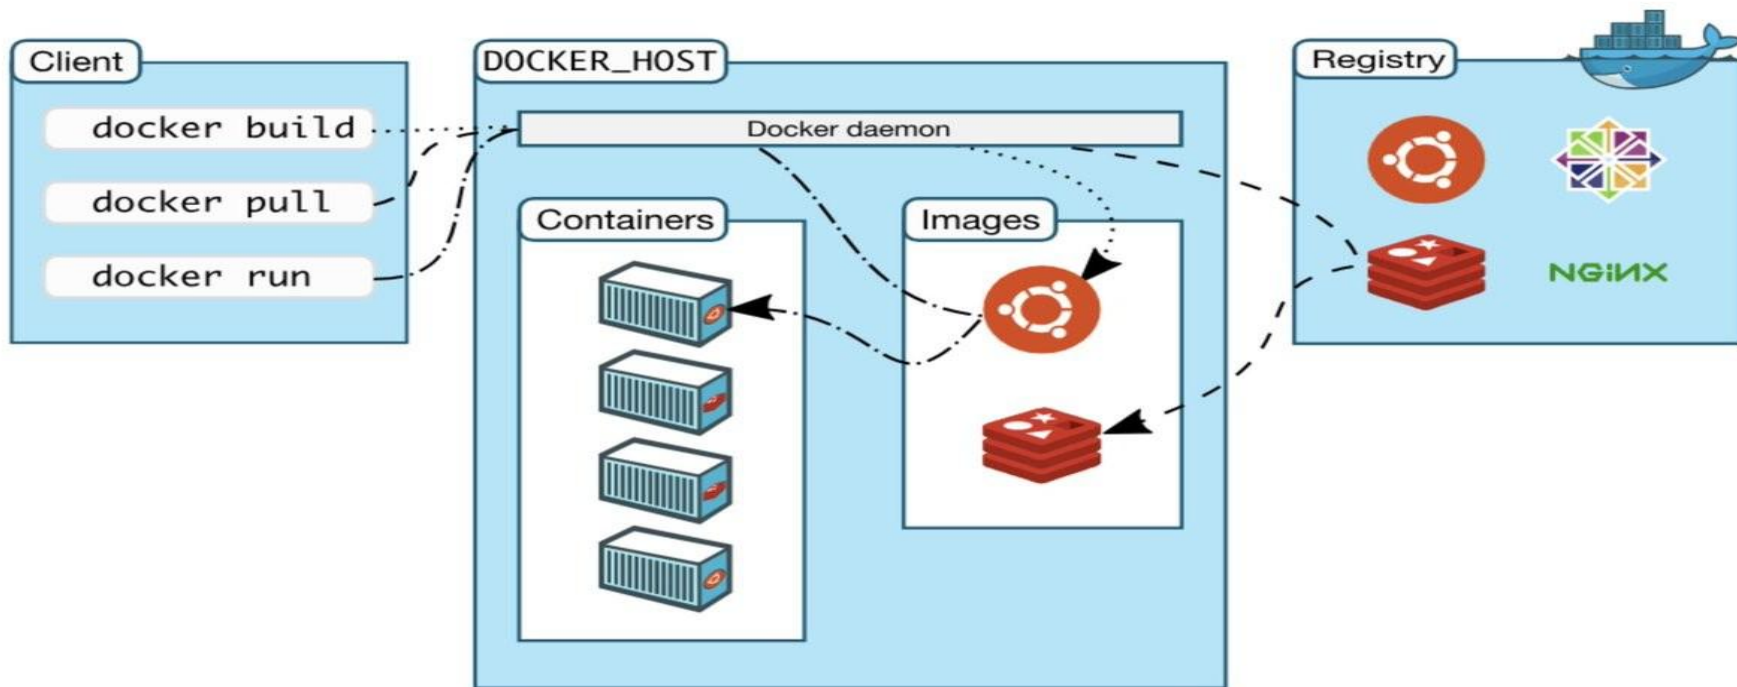 Client
docker build
docker pull
docker run
DOCKER_HOST
Docker daemon
Containers
Images
Registry
NGiNX